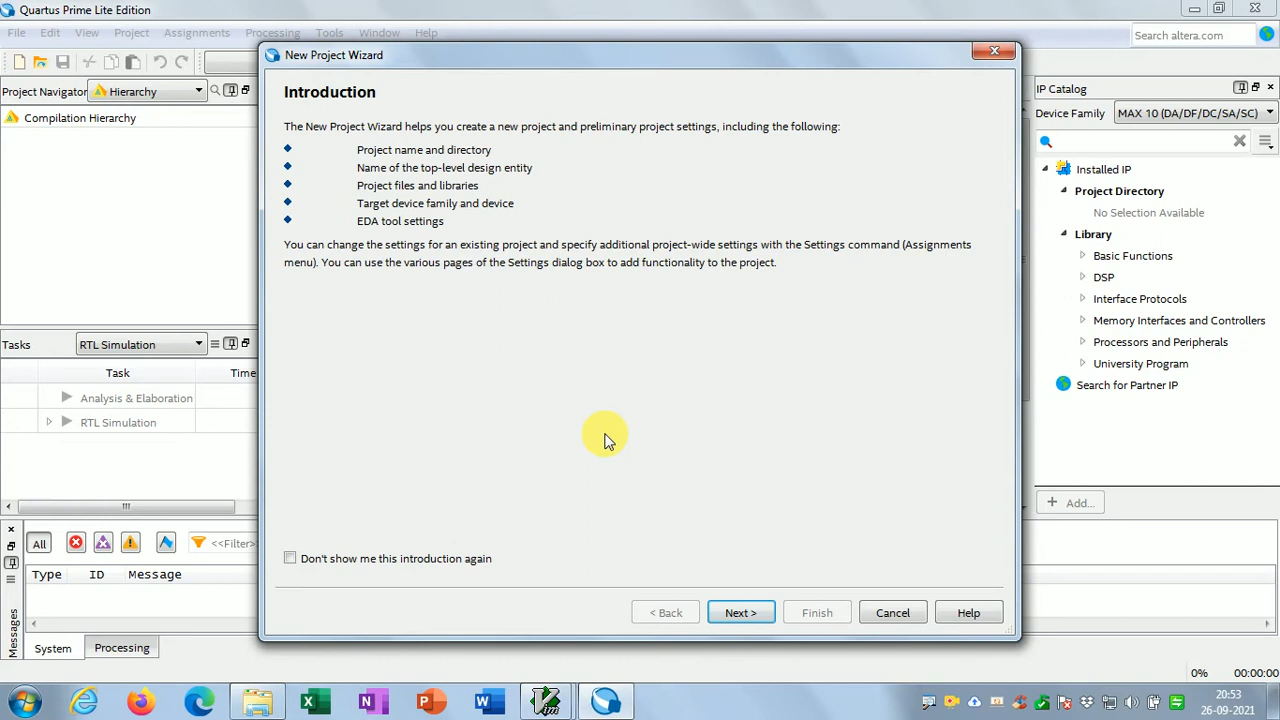 Quartus Prime Lite Edition
File Edit View Project Assignments Processing Tools Window Help
Search altera.com
New Project Wizard
Project Navigator Hierarchy
Compilation Hierarchy
Introduction
The New Project Wizard helps you create a new project and preliminary project settings, including the following:
Project name and directory
Name of the top-level design entity
Project files and libraries
Target device family and device
EDA tool settings
You can change the settings for an existing project and specify additional project-wide settings with the Settings command (Assignments
menu). You can use the various pages of the Settings dialog box to add functionality to the project.
Don't show me this introduction again
< Back Next > Finish Cancel Help
IP Catalog
Device Family MAX 10 (DA/DF/DC/SA/SC)
Installed IP
Project Directory
No Selection Available
Library
Basic Functions
DSP
Interface Protocols
Memory Interfaces and Controllers
Processors and Peripherals
University Program
Search for Partner IP
+ Add...
Tasks RTL Simulation
Task Time
Analysis & Elaboration
RTL Simulation
All <<Filter>
Type ID Message
Messages
System Processing
0% 00:00:00
20:53
26-09-2021